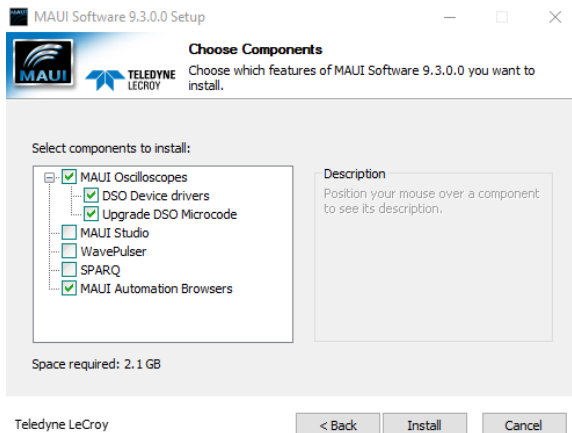 MAUI Software 9.3.0.0 Setup
MAUI
TELEDYNE
LECROY
Choose Components
Choose which features of MAUI Software 9.3.0.0 you want to
install.
Select components to install:
MAUI Oscilloscopes
DSO Device drivers
Upgrade DSO Microcode
MAUI Studio
WavePulser
SPARQ
MAUI Automation Browsers
Description
Position your mouse over a component
to see its description.
Space required: 2.1 GB
Teledyne LeCroy
< Back
Install
Cancel